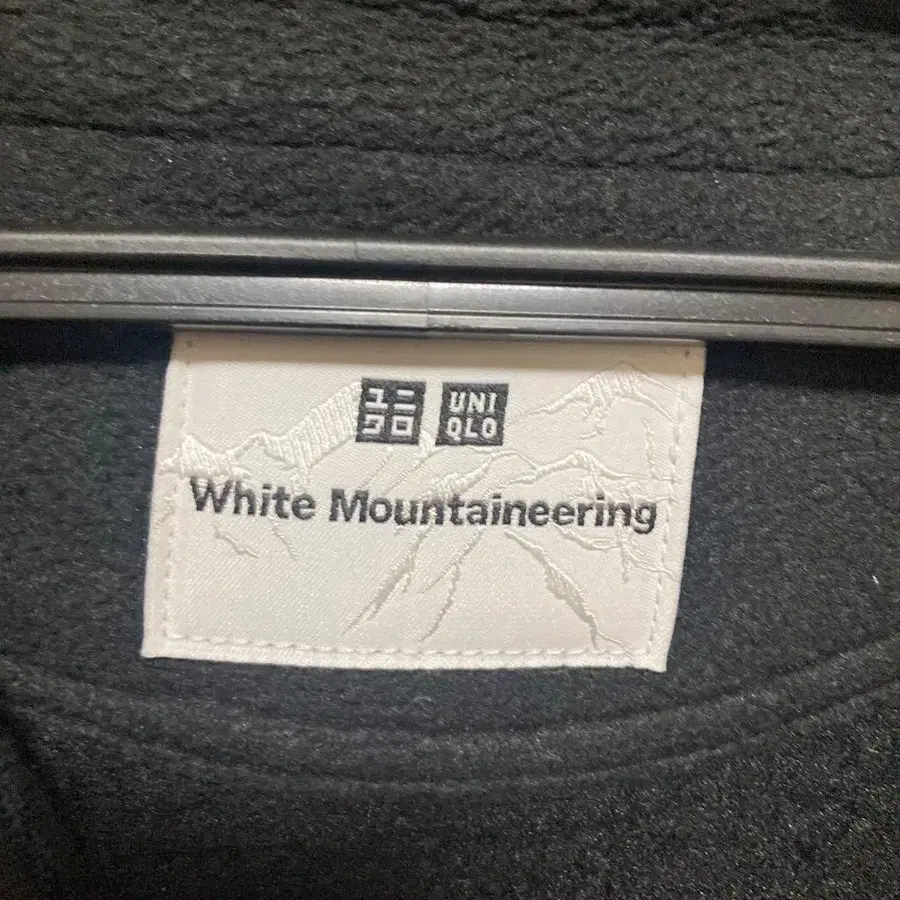 ユニ UNI
クロ QLO
White Mountaineering